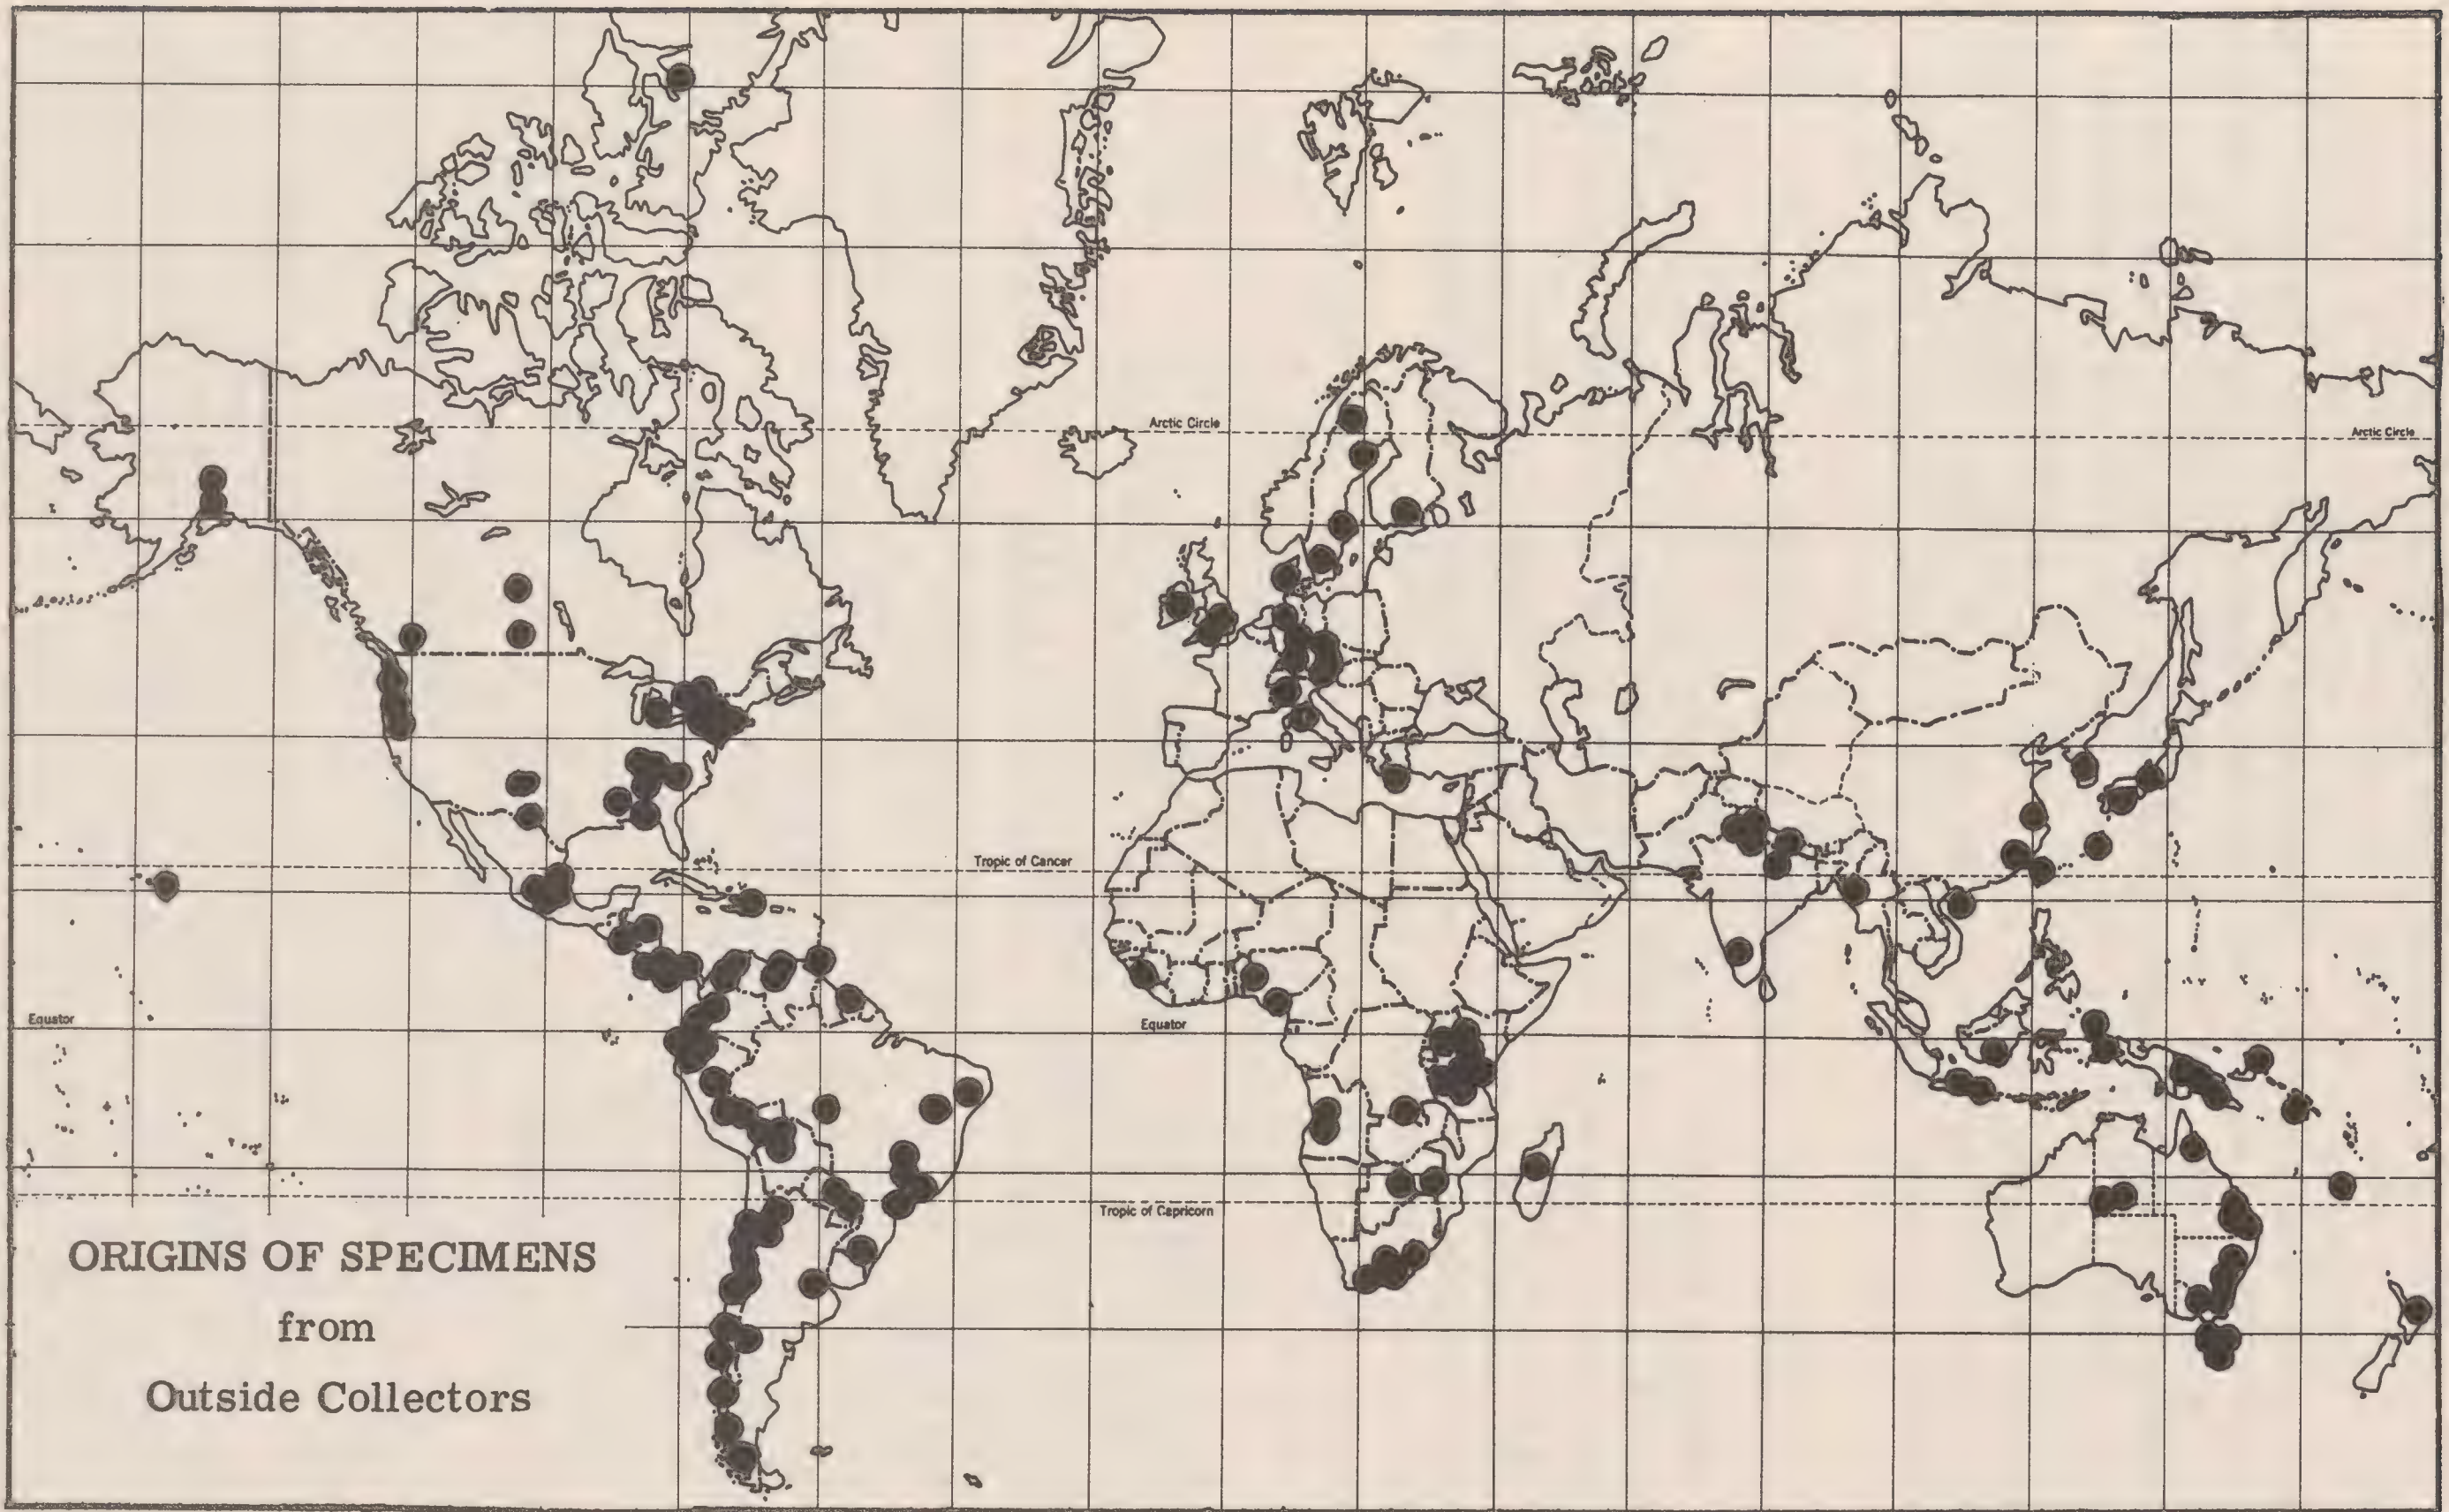 Arctic Circle
Arctic Circle
Tropic of Cancer
Equator
Equator
Tropic of Capricorn
ORIGINS OF SPECIMENS
from
Outside Collectors